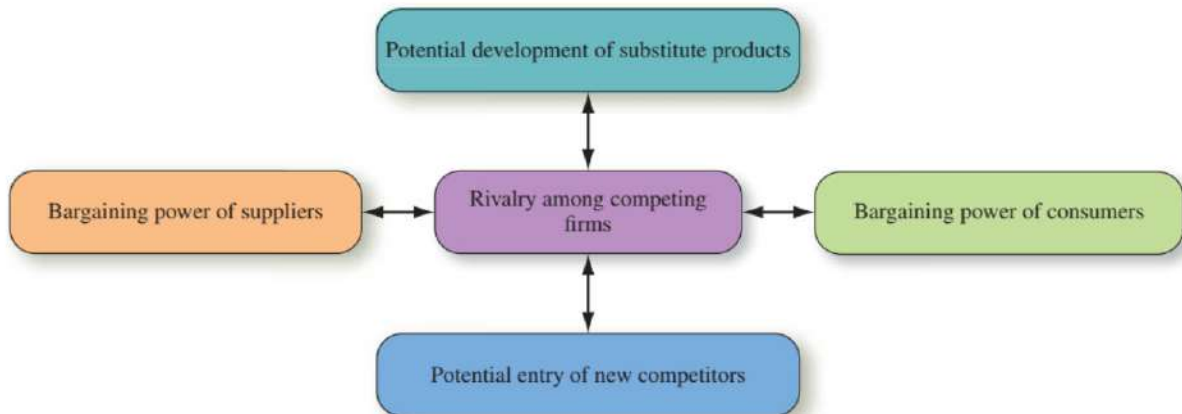 Potential development of substitute products
Bargaining power of suppliers
Rivalry among competing
firms
Bargaining power of consumers
Potential entry of new competitors